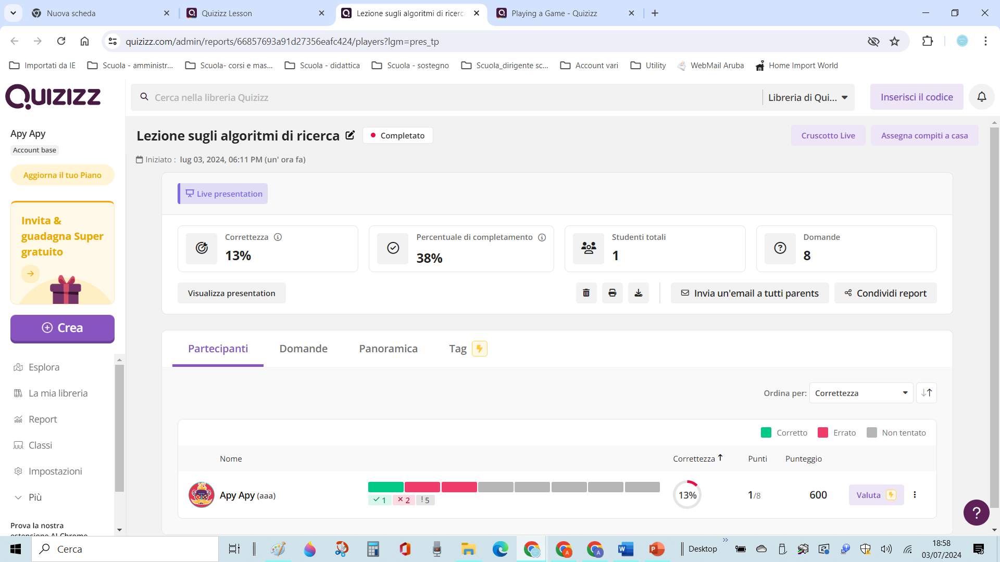 Nuova scheda
Quizizz Lesson
Lezione sugli algoritmi di ricerca
Playing a Game - Quizizz
quizizz.com/admin/reports/66857693a91d27356eafc424/players?lgm=pres_tp
Importati da IE
Scuola - amministr...
Scuola- corsi e mas...
Scuola - didattica
Scuola - sostegno
Scuola_dirigente sc...
Account vari
Utility
WebMail Aruba
Home Import World
QUIZIZZ
Cerca nella libreria Quizizz
Libreria di Qui...
Inserisci il codice
Apy Apy
Account base
Aggiorna il tuo Piano
Invita &
guadagna Super
gratuito
Crea
Esplora
La mia libreria
Report
Classi
Impostazioni
Più
Prova la nostra
estensione AI Chrome
Lezione sugli algoritmi di ricerca
Completato
Cruscotto Live
Assegna compiti a casa
Iniziato : lug 03, 2024, 06:11 PM (un' ora fa)
Live presentation
Correttezza
13%
Percentuale di completamento
38%
Studenti totali
1
Domande
8
Visualizza presentation
Invia un'email a tutti parents
Condividi report
Partecipanti
Domande
Panoramica
Tag
Ordina per: Correttezza
Corretto
Errato
Non tentato
Nome
Correttezza
Punti
Punteggio
Apy Apy (aaa)
1
2
5
13%
1/8
600
Valuta
?
Cerca
Desktop
18:58
03/07/2024